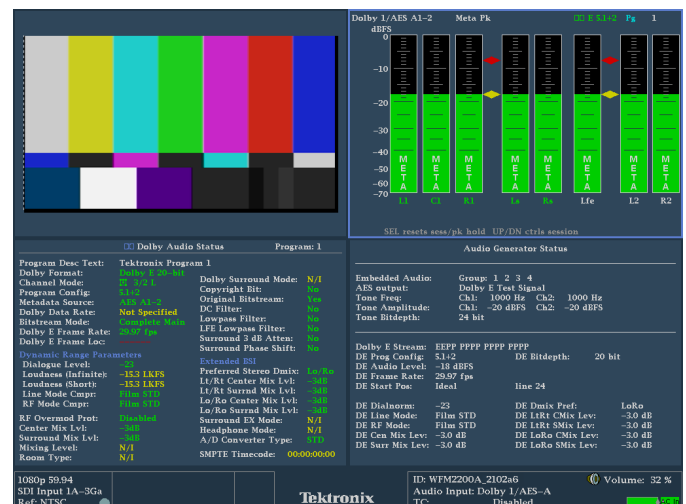 Dolby 1/AES A1-2 Meta Pk E 5.1+2 Pg 1
dBFS
0
-10
-20
-30
-40
-50
-60
-70
META META META META META META META META
L1 C1 R1 Ls Rs Lfe L2 R2
SEL resets sess/pk hold UP/DN ctrls session
Dolby Audio Status Program: 1
Program Desc Text: Tektronix Program 1
Dolby Format: Dolby E 20-bit
Channel Mode: 3/2 L
Program Config: 5.1+2
Metadata Source: AES A1-2
Dolby Data Rate: Not Specified
Bitstream Mode: Complete Main
Dolby E Frame Rate: 29.97 fps
Dolby E Frame Loc: --------
Dynamic Range Parameters
Dialogue Level: -23
Loudness (Infinite): -15.3 LKFS
Loudness (Short): -15.3 LKFS
Line Mode Cmpr: Film STD
RF Mode Cmpr: Film STD
RF Overmod Prot: Disabled
Center Mix Lvl: -3dB
Surround Mix Lvl: -3dB
Mixing Level: N/I
Room Type: N/I
Dolby Surround Mode: N/I
Copyright Bit: No
Original Bitstream: Yes
DC Filter: No
Lowpass Filter: No
LFE Lowpass Filter: No
Surround 3 dB Atten: No
Surround Phase Shift: No
Extended BSI
Preferred Stereo Dmix: Lo/Ro
Lt/Rt Center Mix Lvl: -3dB
Lt/Rt Surrnd Mix Lvl: -3dB
Lo/Ro Center Mix Lvl: -3dB
Lo/Ro Surrnd Mix Lvl: -3dB
Surround EX Mode: N/I
Headphone Mode: N/I
A/D Converter Type: STD
SMPTE Timecode: 00:00:00:00
Audio Generator Status
Embedded Audio: Group: 1 2 3 4
AES output: Dolby E Test Signal
Tone Freq: Ch1: 1000 Hz Ch2: 1000 Hz
Tone Amplitude: Ch1: -20 dBFS Ch2: -20 dBFS
Tone Bitdepth: 24 bit
Dolby E Stream: EEPP PPPP PPPP PPPP
DE Prog Config: 5.1+2 DE Bitdepth: 20 bit
DE Audio Level: -18 dBFS
DE Frame Rate: 29.97 fps
DE Start Pos: Ideal line 24
DE Dialnorm: -23 DE Dmix Pref: LoRo
DE Line Mode: Film STD DE LtRt CMix Lev: -3.0 dB
DE RF Mode: Film STD DE LtRt SMix Lev: -3.0 dB
DE Cen Mix Lev: -3.0 dB DE LoRo CMix Lev: -3.0 dB
DE Surr Mix Lev: -3.0 dB DE LoRo SMix Lev: -3.0 dB
1080p 59.94
SDI Input 1A-3Ga
Ref: NTSC
Tektronix
ID: WFM2200A_2102a6 Volume: 32 %
Audio Input: Dolby 1/AES-A
TC: Disabled